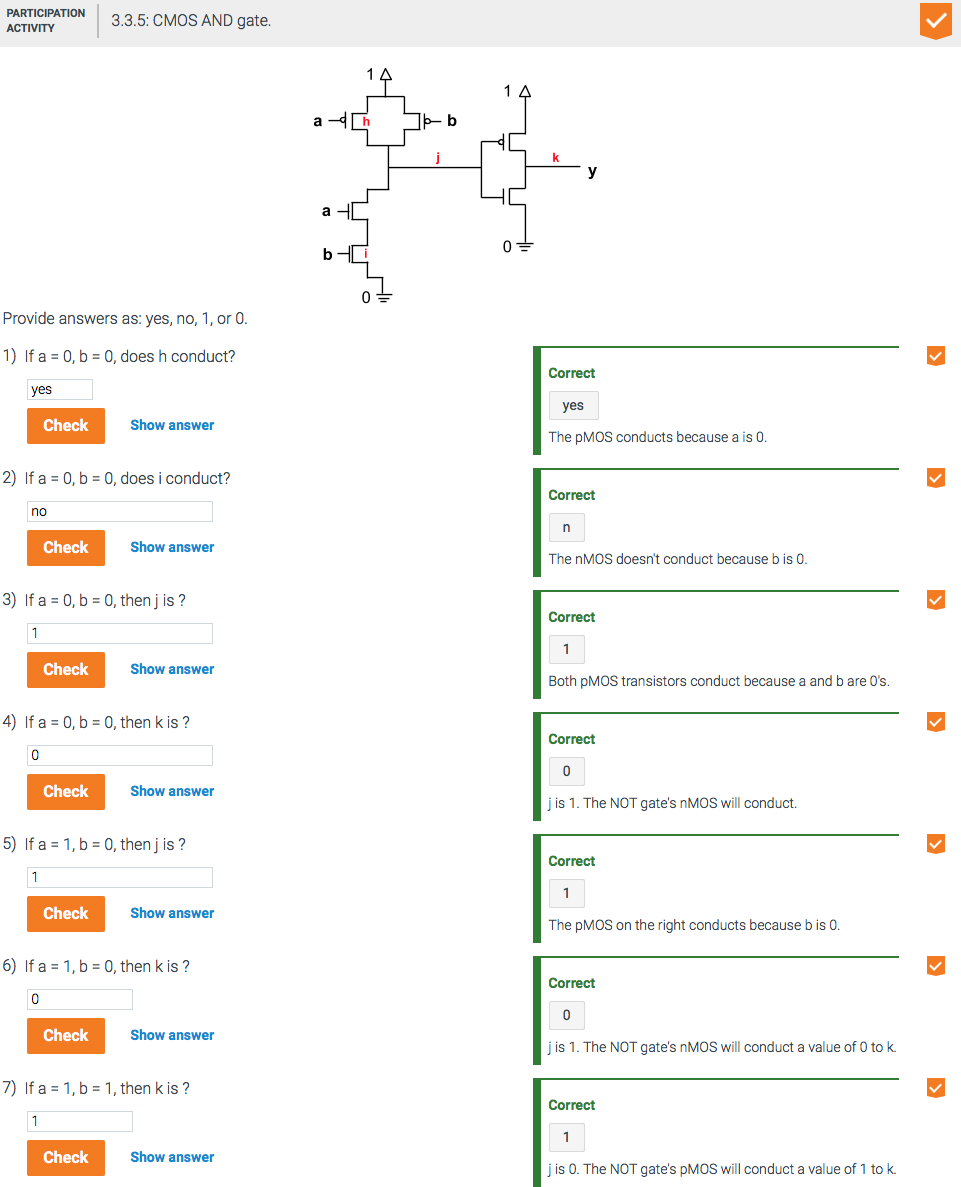 PARTICIPATION
ACTIVITY
3.3.5: CMOS AND gate.
1
1
a
h
b
j
k
y
a
b
i
0
0
Provide answers as: yes, no, 1, or 0.
1) If a = 0, b = 0, does h conduct?
yes
Check
Show answer
Correct
yes
The pMOS conducts because a is 0.
2) If a = 0, b = 0, does i conduct?
no
Check
Show answer
Correct
n
The nMOS doesn't conduct because b is 0.
3) If a = 0, b = 0, then j is ?
1
Check
Show answer
Correct
1
Both pMOS transistors conduct because a and b are 0's.
4) If a = 0, b = 0, then k is ?
0
Check
Show answer
Correct
0
j is 1. The NOT gate's nMOS will conduct.
5) If a = 1, b = 0, then j is ?
1
Check
Show answer
Correct
1
The pMOS on the right conducts because b is 0.
6) If a = 1, b = 0, then k is ?
0
Check
Show answer
Correct
0
j is 1. The NOT gate's nMOS will conduct a value of 0 to k.
7) If a = 1, b = 1, then k is ?
1
Check
Show answer
Correct
1
j is 0. The NOT gate's pMOS will conduct a value of 1 to k.